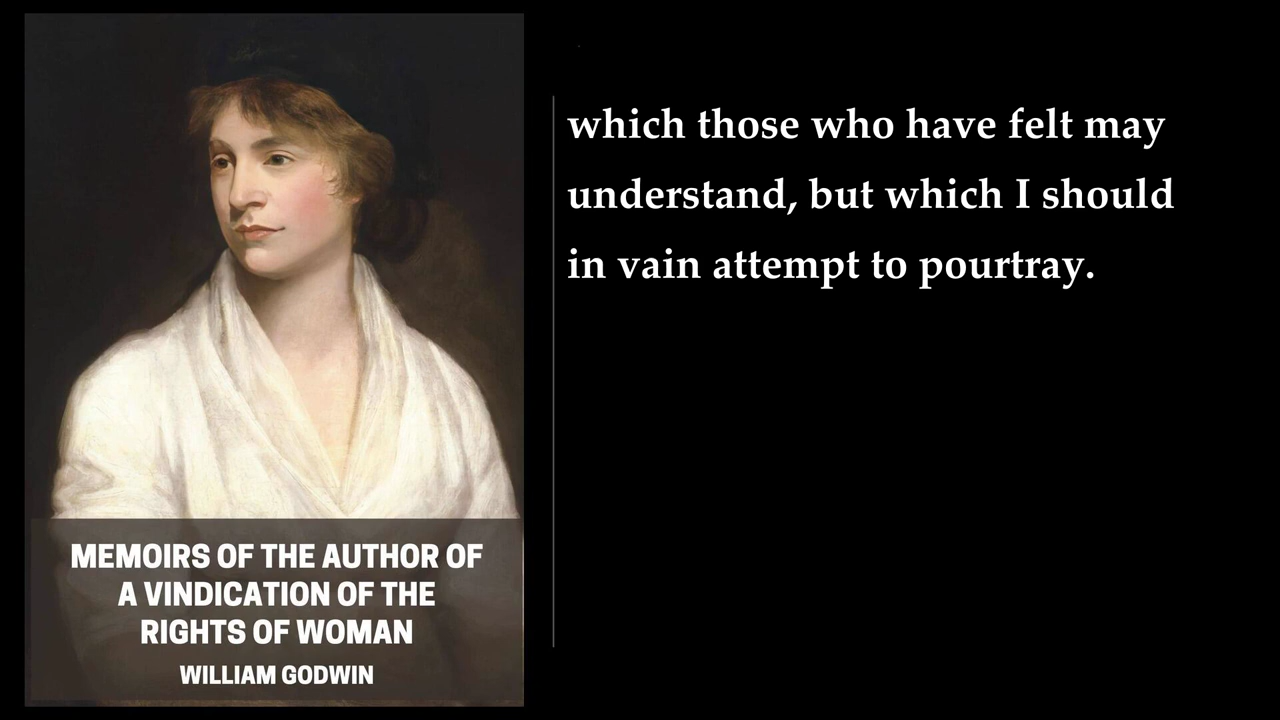 which those who have felt may
understand, but which I should
in vain attempt to pourtray.
MEMOIRS OF THE AUTHOR OF
A VINDICATION OF THE
RIGHTS OF WOMAN
WILLIAM GODWIN